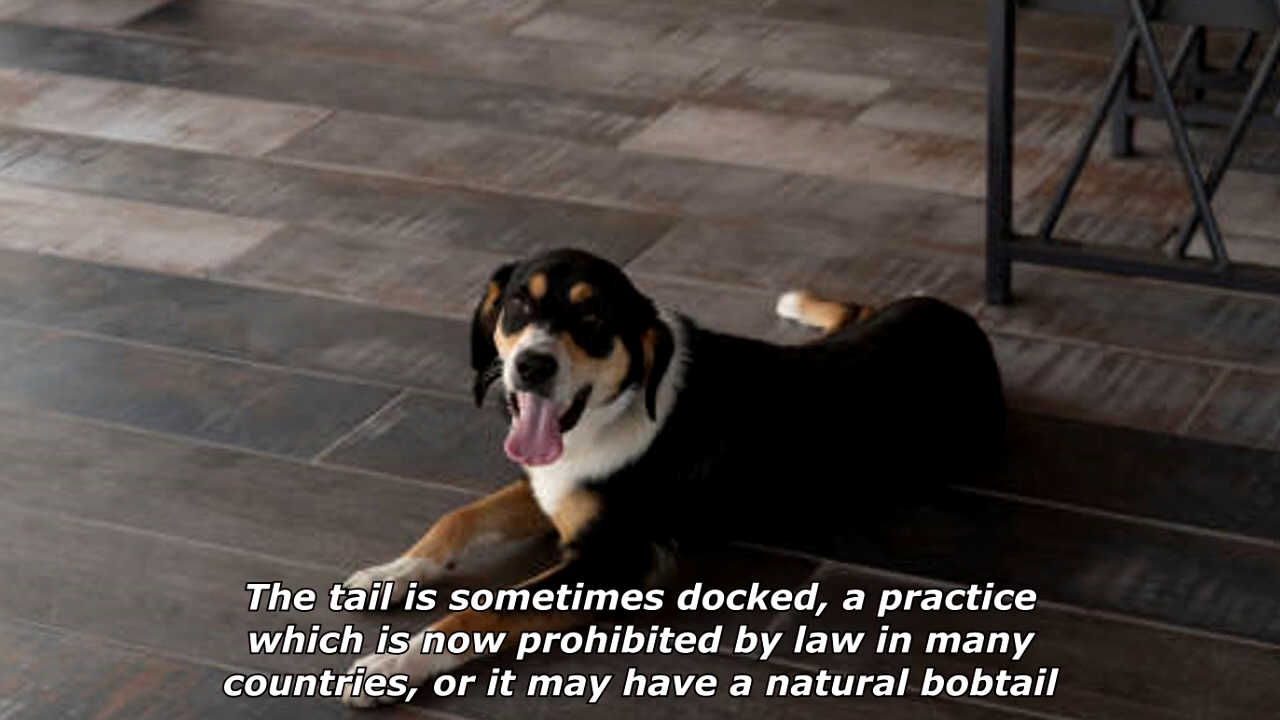 The tail is sometimes docked, a practice
which is now prohibited by law in many
countries, or it may have a natural bobtail